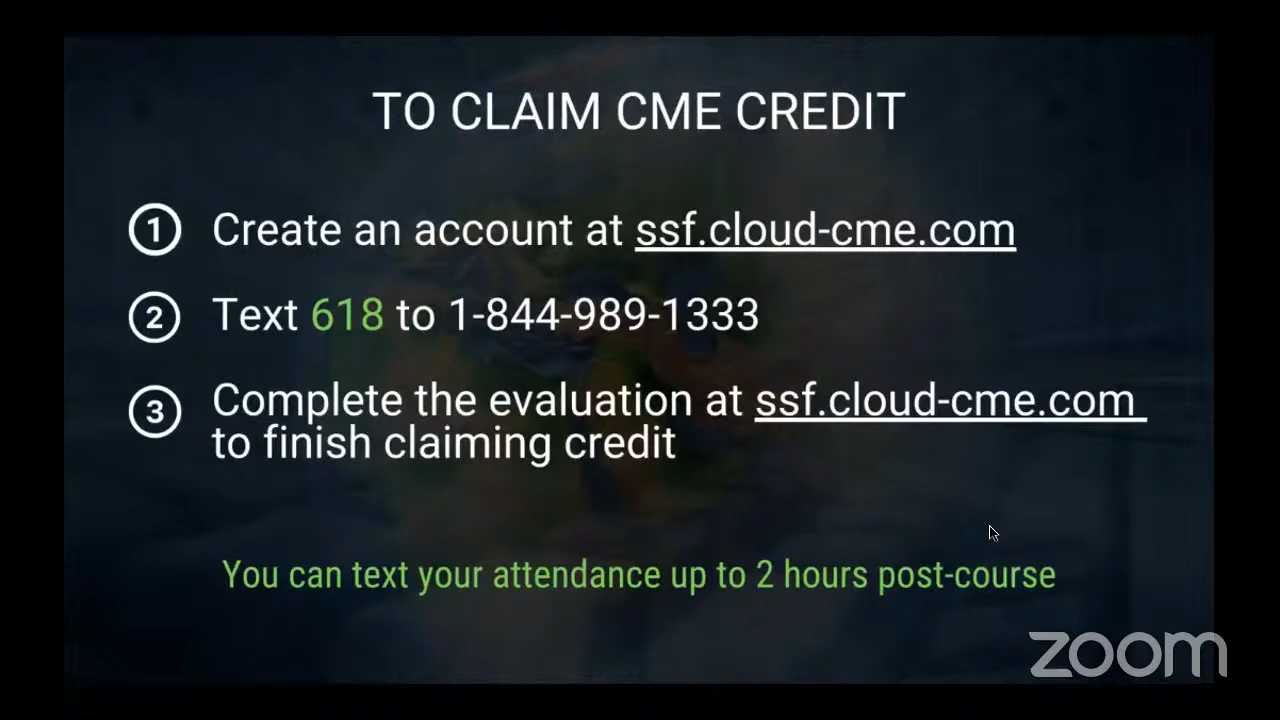 TO CLAIM CME CREDIT
1 Create an account at ssf.cloud-cme.com
2 Text 618 to 1-844-989-1333
3 Complete the evaluation at ssf.cloud-cme.com
to finish claiming credit
You can text your attendance up to 2 hours post-course
zoom